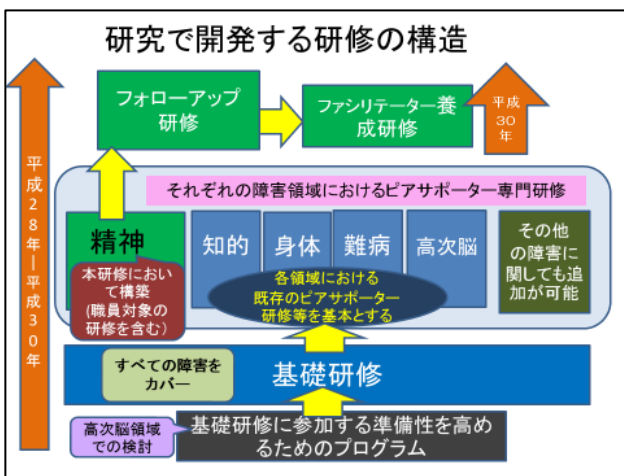 研究で開発する研修の構造
フォローアップ
研修
ファシリテーター養
成研修
平成
30
年
平成28年―平成30年
それぞれの障害領域におけるピアサポーター専門研修
精神
知的
身体
難病
高次脳
その他
の障害に
関しても追
加が可能
本研修において
構築
(職員対象の
研修を含む)
各領域における
既存のピアサポーター
研修等を基本とする
すべての障害を
カバー
基礎研修
高次脳領域
での検討
基礎研修に参加する準備性を高め
るためのプログラム